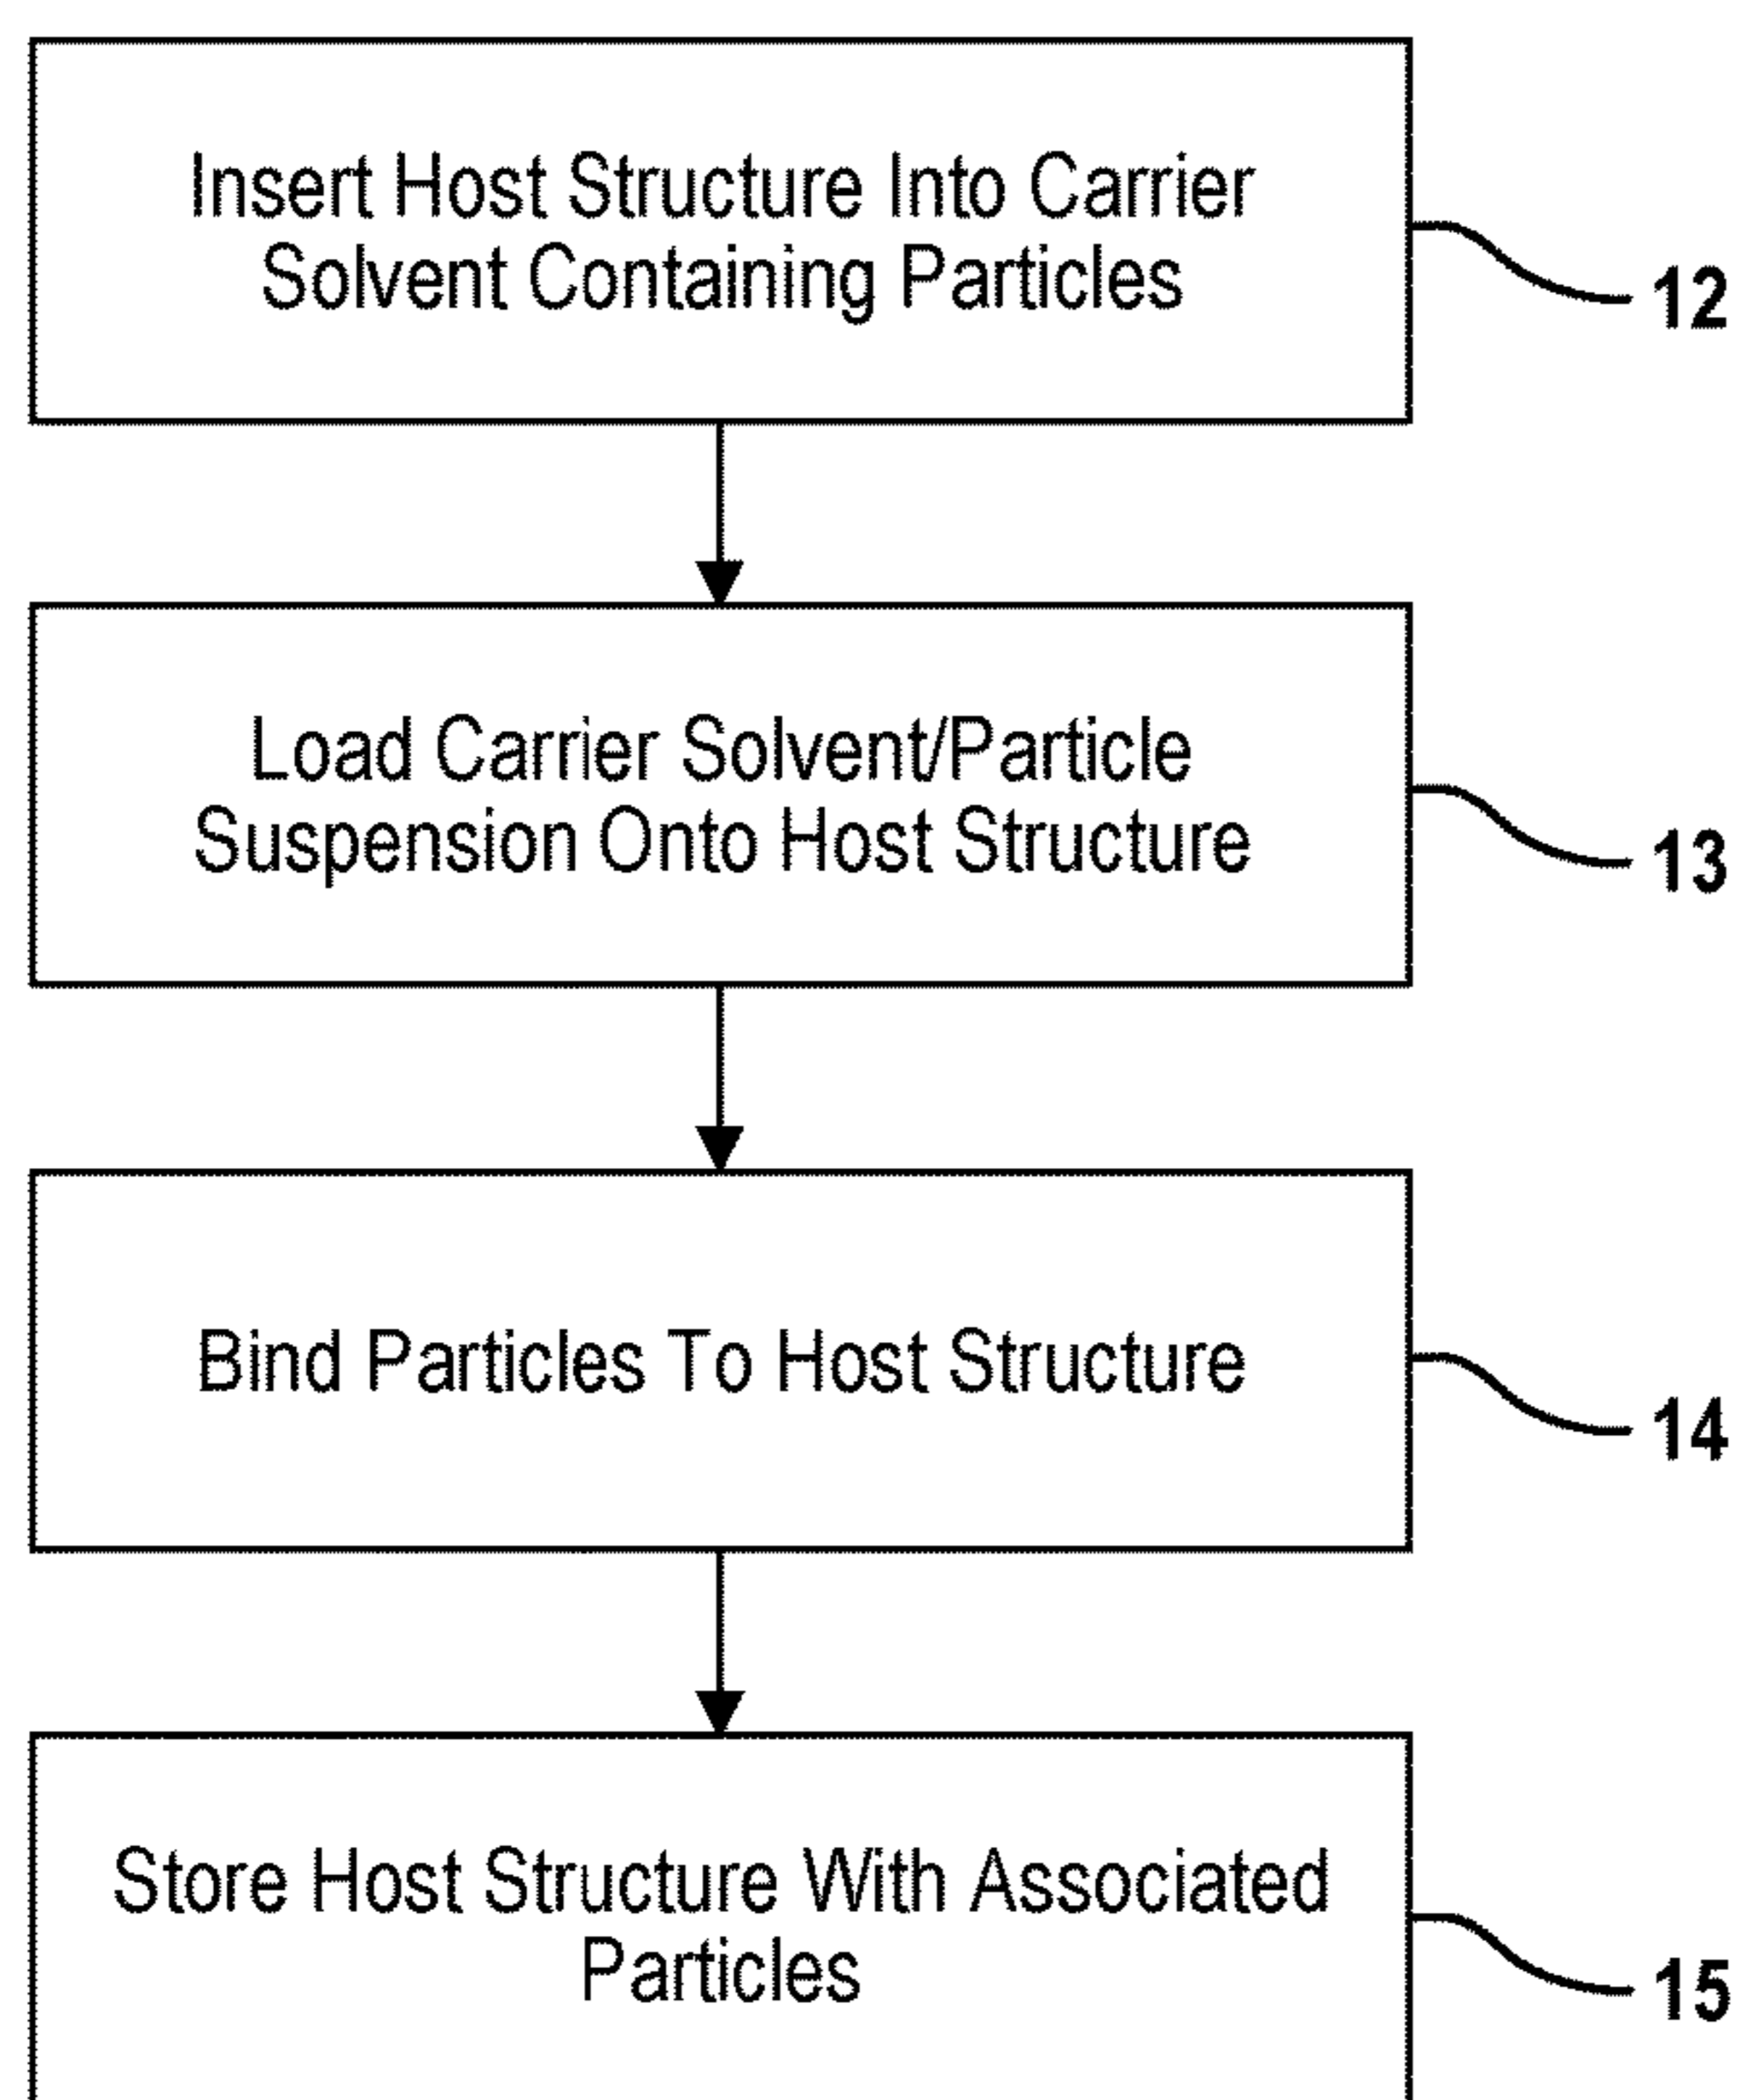 Insert Host Structure Into Carrier
Solvent Containing Particles
12
Load Carrier Solvent/Particle
Suspension Onto Host Structure
13
Bind Particles To Host Structure
14
Store Host Structure With Associated
Particles
15